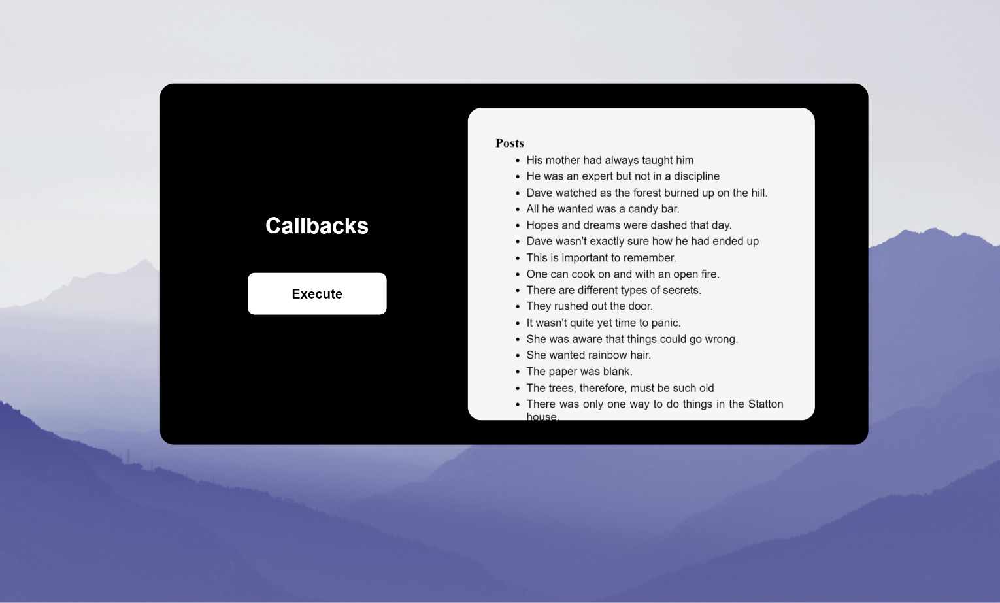 Callbacks
Execute
Posts
His mother had always taught him
He was an expert but not in a discipline
Dave watched as the forest burned up on the hill.
All he wanted was a candy bar.
Hopes and dreams were dashed that day.
Dave wasn't exactly sure how he had ended up
This is important to remember.
One can cook on and with an open fire.
There are different types of secrets.
They rushed out the door.
It wasn't quite yet time to panic.
She was aware that things could go wrong.
She wanted rainbow hair.
The paper was blank.
The trees, therefore, must be such old
There was only one way to do things in the Statton
house.